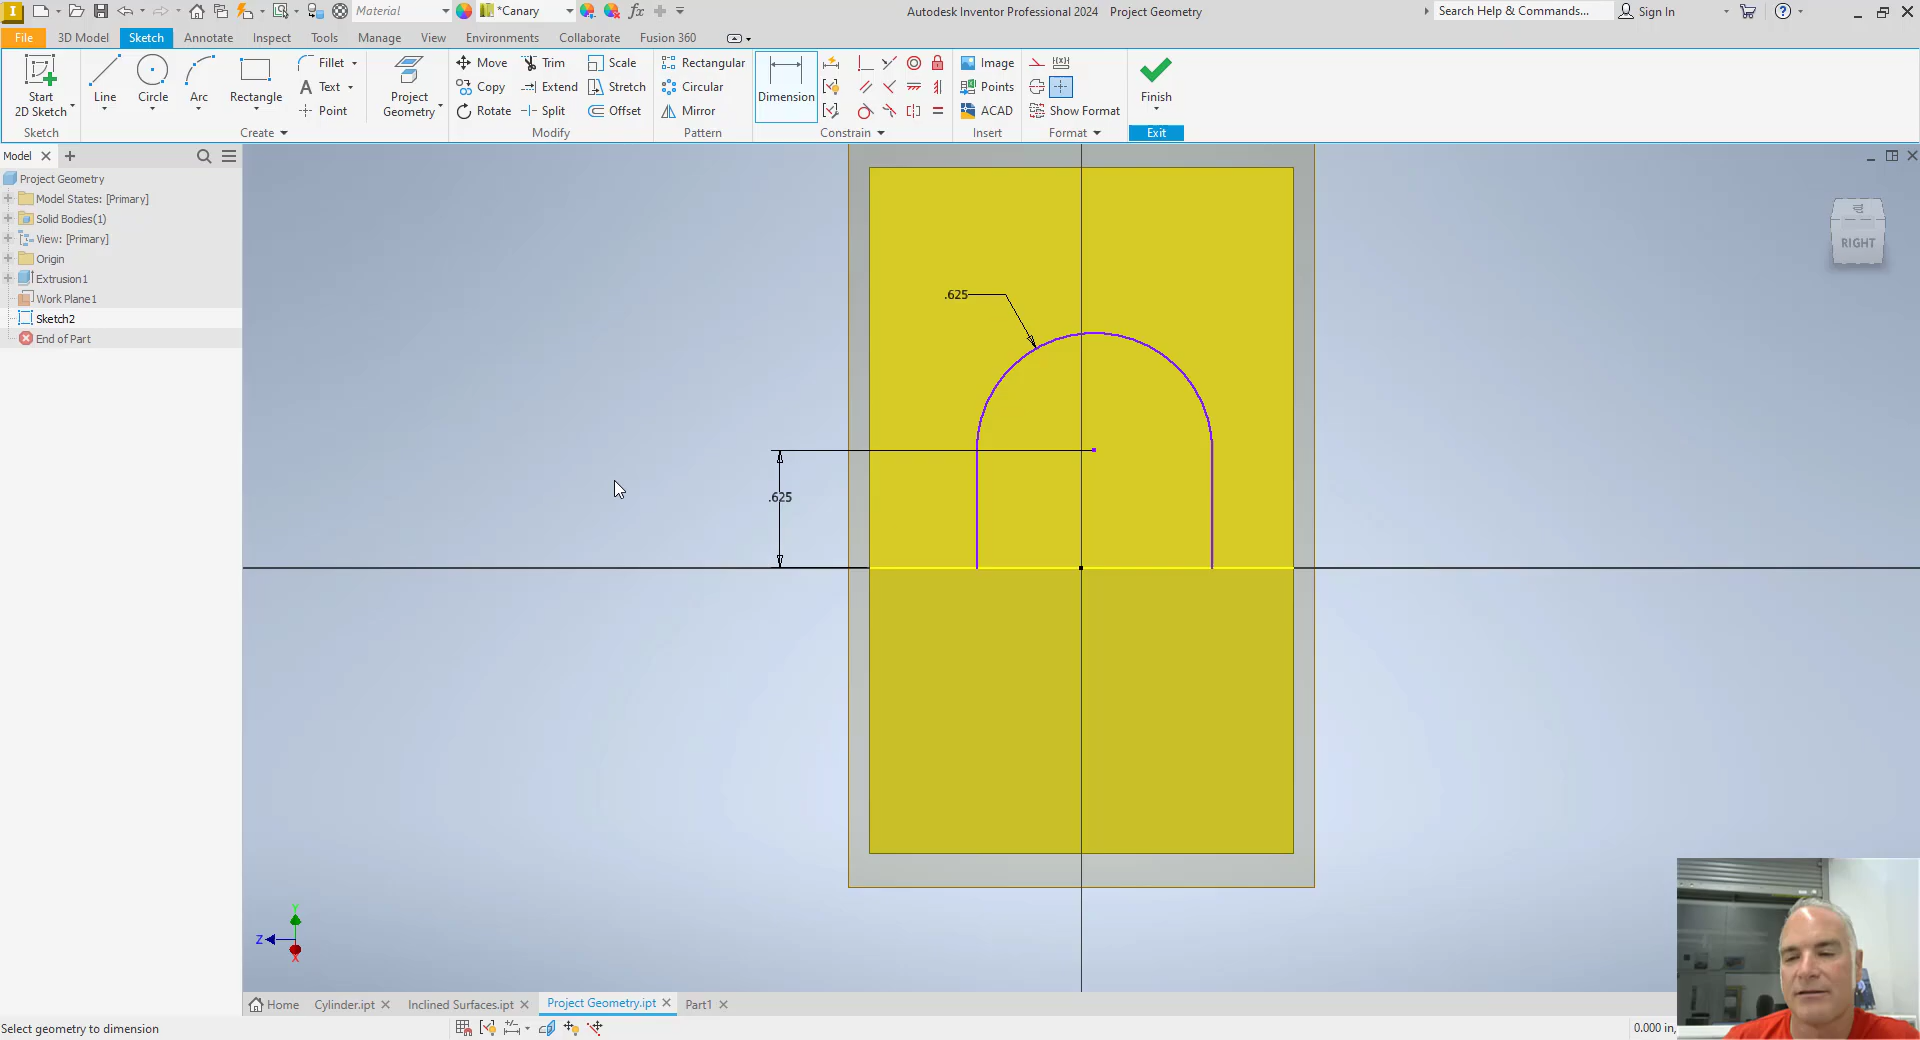 I Material *Canary fx Autodesk Inventor Professional 2024 Project Geometry Search Help & Commands... Sign In
File 3D Model Sketch Annotate Inspect Tools Manage View Environments Collaborate Fusion 360
Start 2D Sketch
Line
Circle
Arc
Rectangle
Fillet
Text
Point
Project Geometry
Move Trim Scale
Copy Extend Stretch
Rotate Split Offset
Rectangular
Circular
Mirror
Dimension
Image
Points
ACAD
Show Format
Finish
Sketch Create Modify Pattern Constrain Insert Format Exit
Model
Project Geometry
Model States: [Primary]
Solid Bodies(1)
View: [Primary]
Origin
Extrusion1
Work Plane1
Sketch2
End of Part
RIGHT
.625
.625
Y
Z
X
Home Cylinder.ipt Inclined Surfaces.ipt Project Geometry.ipt Part1
Select geometry to dimension
0.000 in,